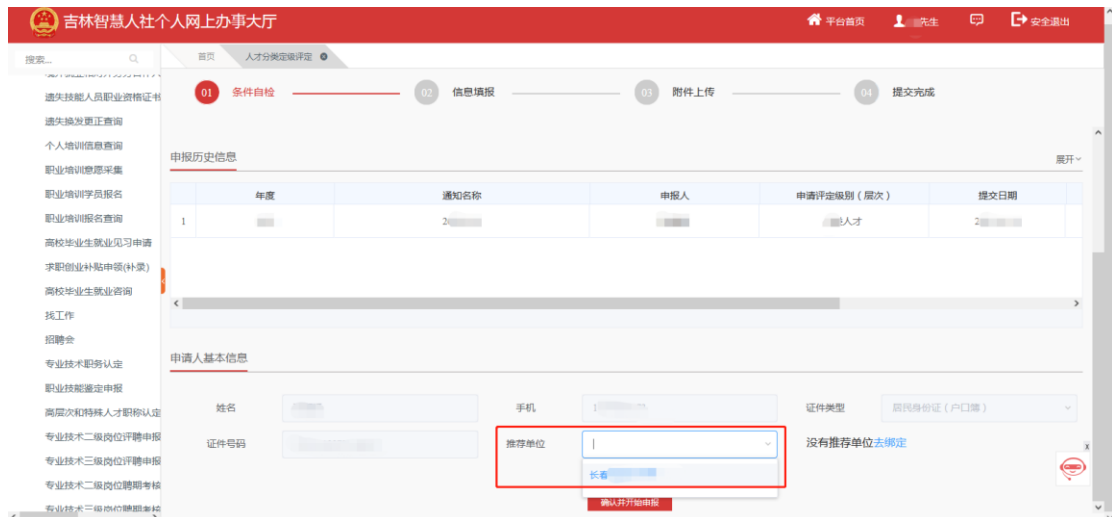 吉林智慧人社个人网上办事大厅
平台首页
先生
安全退出
搜索...
首页
人才分类定级评定
遗失技能人员职业资格证书
遗失换发更正查询
个人培训信息查询
职业培训意愿采集
职业培训学员报名
职业培训报名查询
高校毕业生就业见习申请
求职创业补贴申领(补录)
高校毕业生就业咨询
找工作
招聘会
专业技术职务认定
职业技能鉴定申报
高层次和特殊人才职称认定
专业技术二级岗位评聘申报
专业技术三级岗位评聘申报
专业技术二级岗位聘期考核
专业技术三级岗位聘期考核
01 条件自检
02 信息填报
03 附件上传
04 提交完成
申报历史信息
展开
年度 通知名称 申报人 申请评定级别（层次） 提交日期
1 2 人才 2
申请人基本信息
姓名
手机 1
证件类型 居民身份证（户口簿）
证件号码
推荐单位
没有推荐单位去绑定
长春
确认并开始申报
x